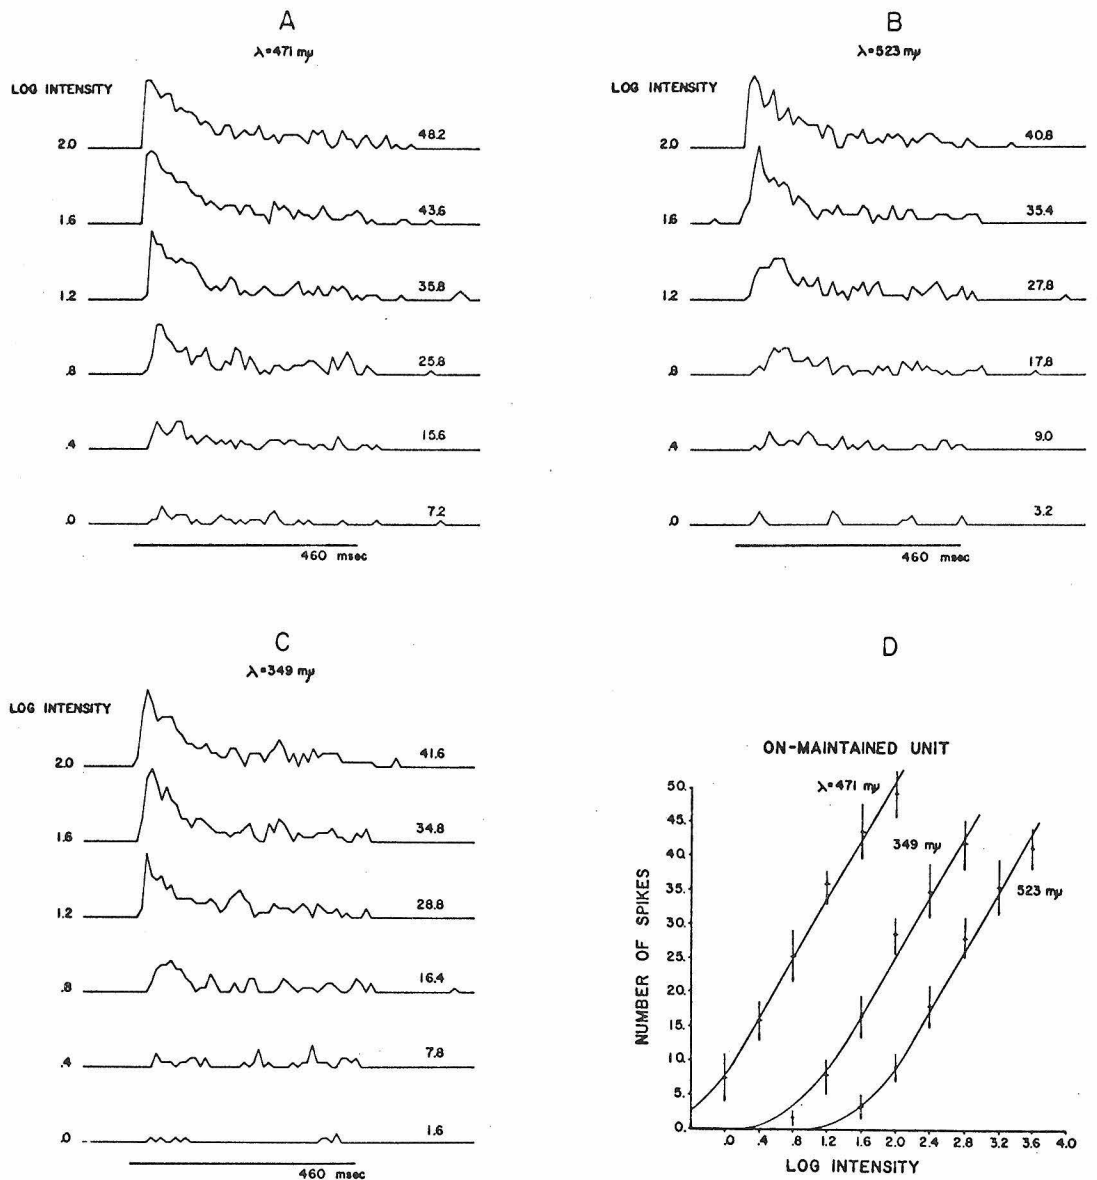 A
λ=471 mμ
LOG INTENSITY
2.0 48.2
1.6 43.6
1.2 35.8
.8 25.8
.4 15.6
.0 7.2
460 msec
B
λ=523 mμ
LOG INTENSITY
2.0 40.8
1.6 35.4
1.2 27.8
.8 17.8
.4 9.0
.0 3.2
460 msec
C
λ=349 mμ
LOG INTENSITY
2.0 41.6
1.6 34.8
1.2 28.8
.8 16.4
.4 7.8
.0 1.6
460 msec
D
ON-MAINTAINED UNIT
NUMBER OF SPIKES
50.
45.
40.
35.
30.
25.
20.
15.
10.
5.
0.
λ=471 mμ
349 mμ
523 mμ
.0 .4 .8 1.2 1.6 2.0 2.4 2.8 3.2 3.6 4.0
LOG INTENSITY